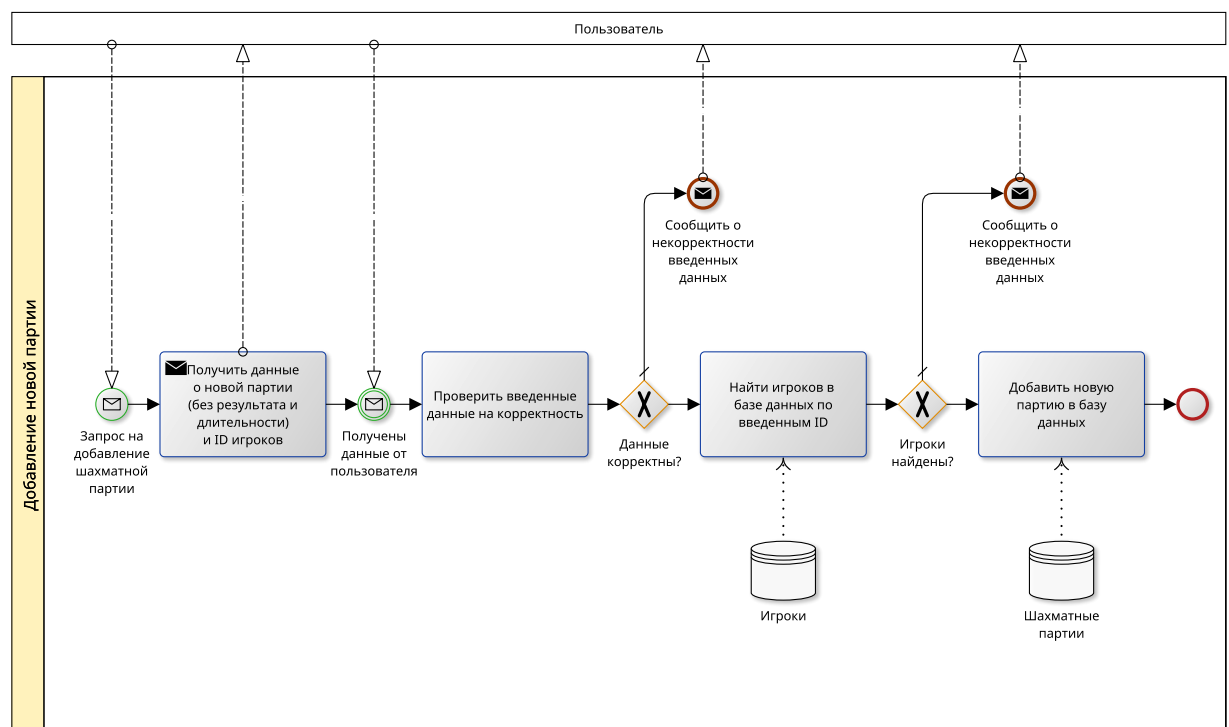 Пользователь
Добавление новой партии
Сообщить о
некорректности
введенных
данных
Сообщить о
некорректности
введенных
данных
Получить данные
о новой партии
(без результата и
длительности)
и ID игроков
Проверить введенные
данные на корректность
Найти игроков в
базе данных по
введенным ID
Добавить новую
партию в базу
данных
Запрос на
добавление
шахматной
партии
Получены
данные от
пользователя
Данные
корректны?
Игроки
найдены?
Игроки
Шахматные
партии